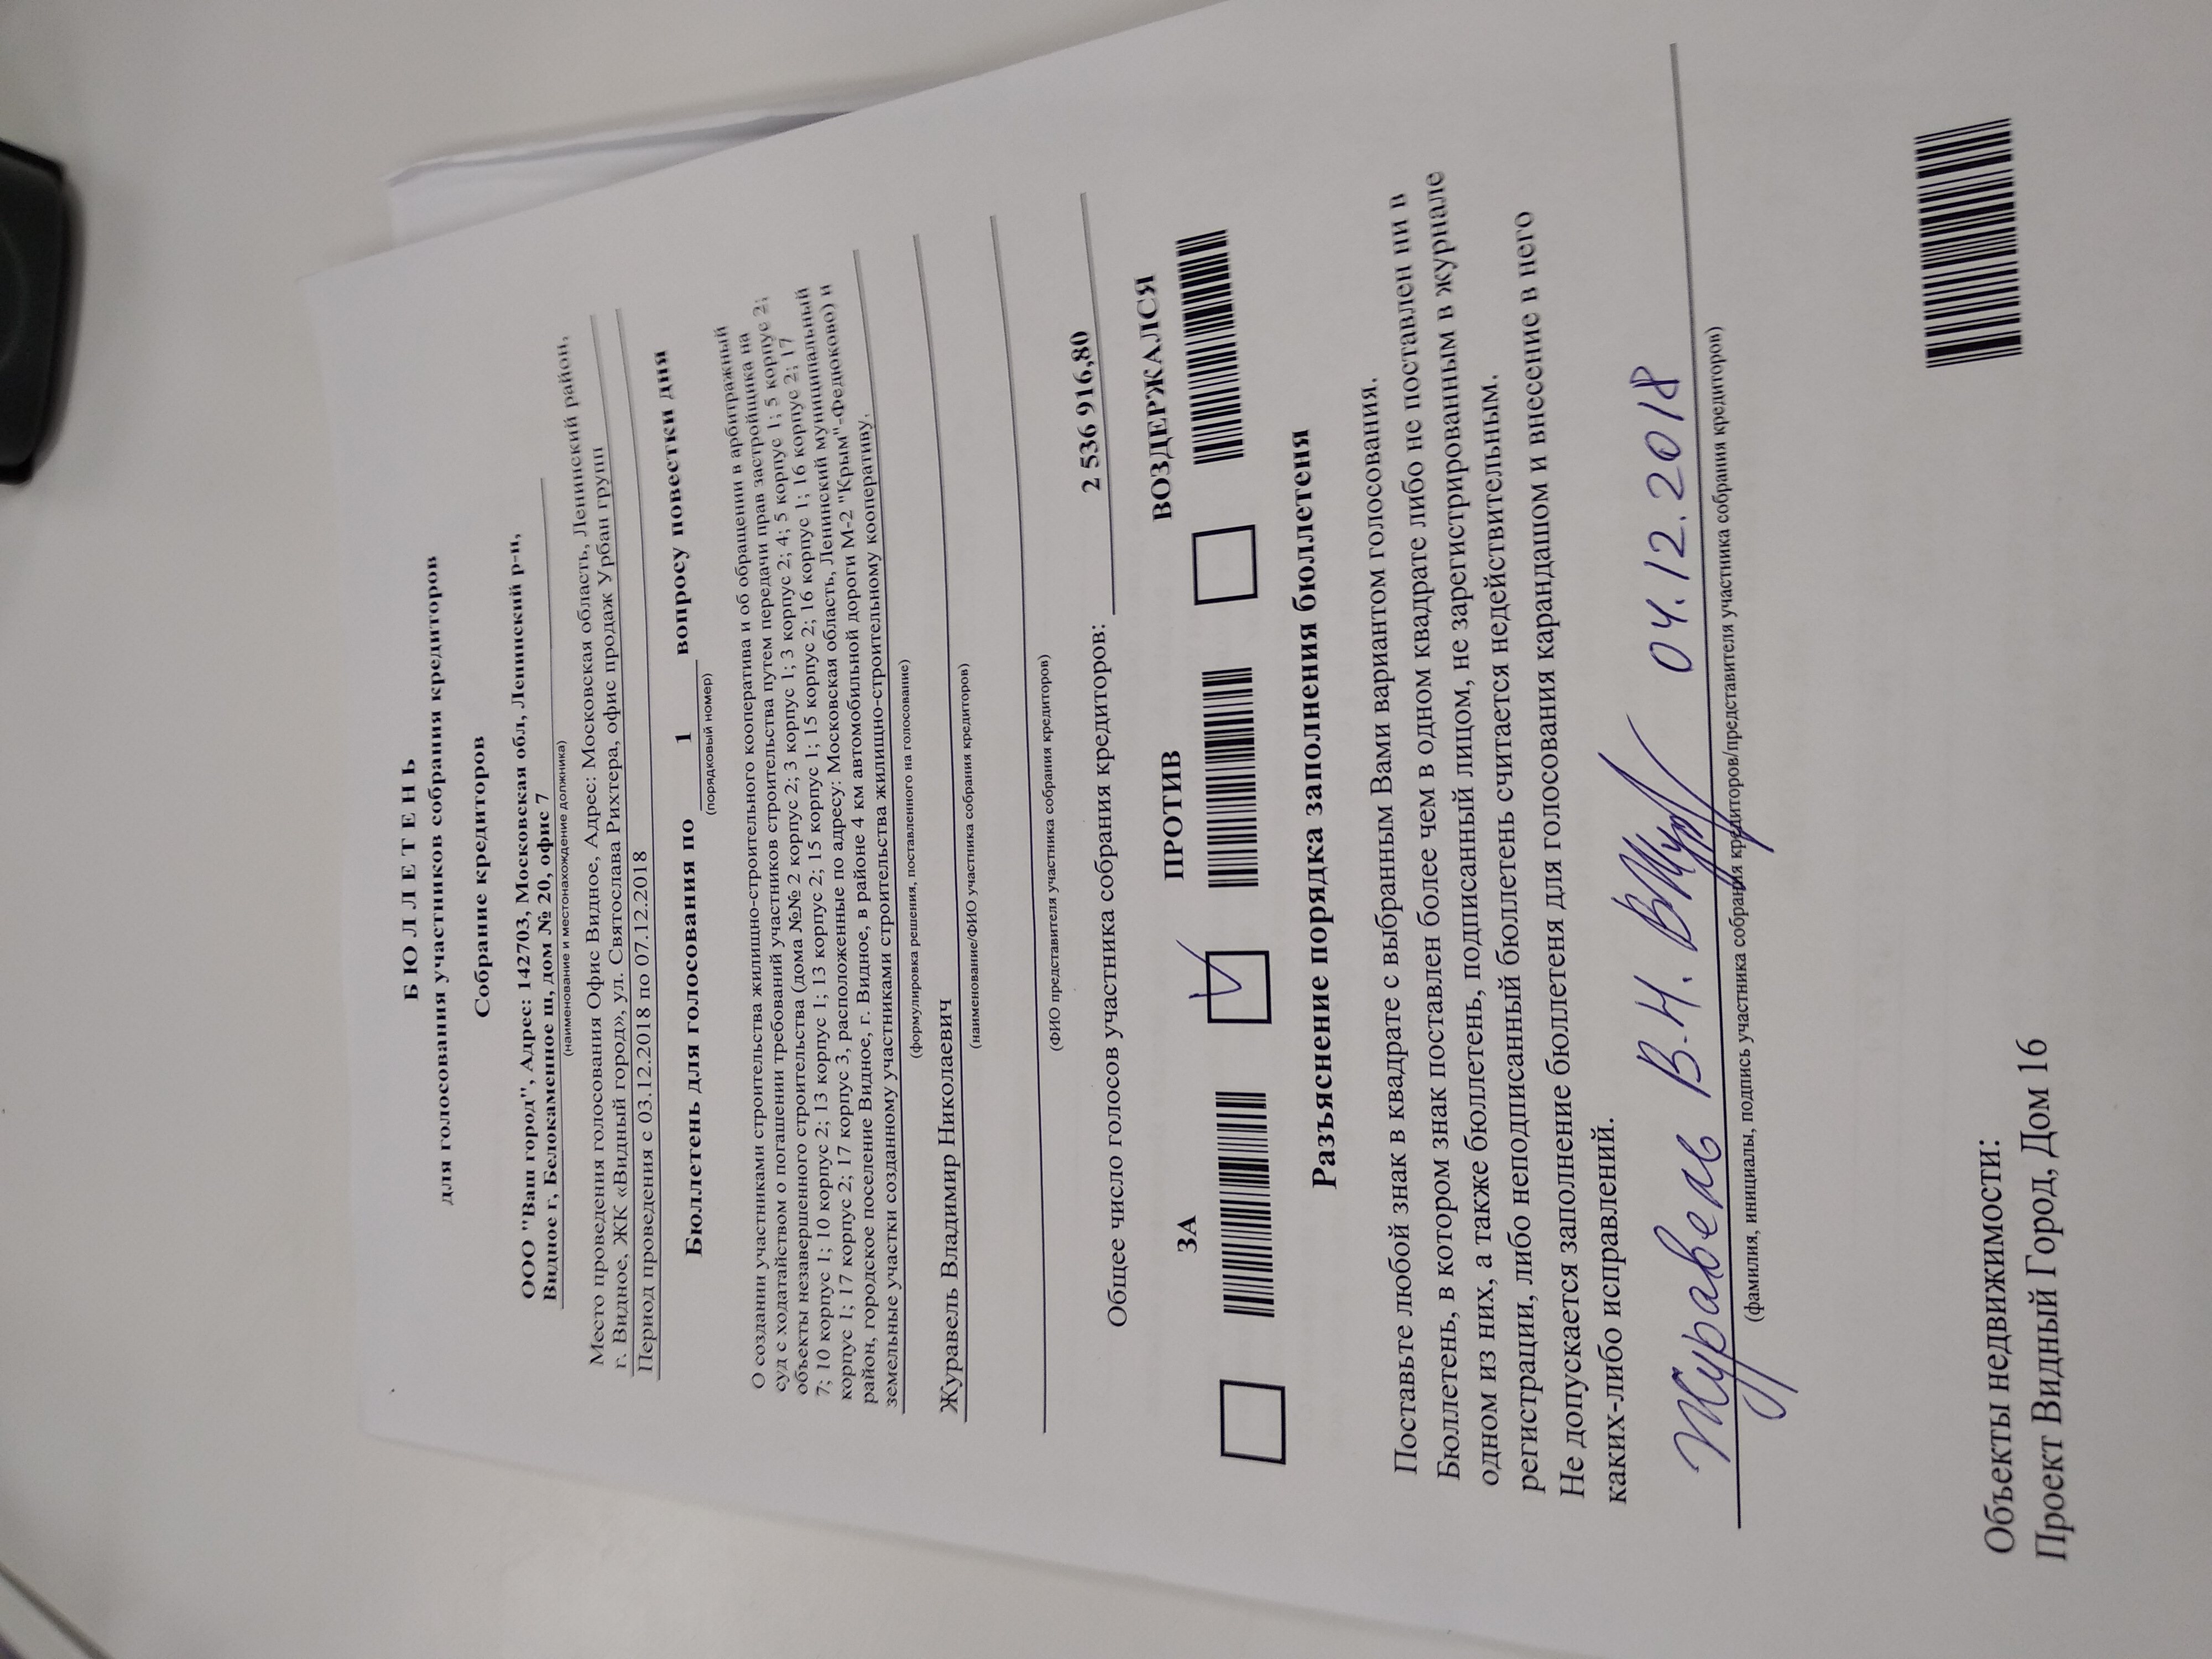 БЮЛЛЕТЕНЬ
для голосования участников собрания кредиторов
Собрание кредиторов
ООО "Ваш город", Адрес: 142703, Московская обл, Ленинский р-н,
Видное г, Белокаменное ш, дом № 20, офис 7
(наименование и местонахождение должника)
Место проведения голосования Офис Видное, Адрес: Московская область, Ленинский район,
г. Видное, ЖК «Видный город», ул. Святослава Рихтера, офис продаж Урбан групп
Период проведения с 03.12.2018 по 07.12.2018
Бюллетень для голосования по 1 вопросу повестки дня
(порядковый номер)
О создании участниками строительства жилищно-строительного кооператива и об обращении в арбитражный
суд с ходатайством о погашении требований участников строительства путем передачи прав застройщика на
объекты незавершенного строительства (дома №№ 2 корпус 2; 3 корпус 1; 3 корпус 2; 4; 5 корпус 1; 5 корпус 2;
7; 10 корпус 1; 10 корпус 2; 13 корпус 1; 13 корпус 2; 15 корпус 1; 15 корпус 2; 16 корпус 1; 16 корпус 2; 17
корпус 1; 17 корпус 2; 17 корпус 3, расположенные по адресу: Московская область, Ленинский муниципальный
район, городское поселение Видное, г. Видное, в районе 4 км автомобильной дороги М-2 "Крым"-Федюково) и
земельные участки созданному участниками строительства жилищно-строительному кооперативу.
(формулировка решения, поставленного на голосование)
Журавель Владимир Николаевич
(наименование/ФИО участника собрания кредиторов)
(ФИО представителя участника собрания кредиторов)
Общее число голосов участника собрания кредиторов: 2 536 916,80
ЗА ПРОТИВ ВОЗДЕРЖАЛСЯ
Разъяснение порядка заполнения бюллетеня
Поставьте любой знак в квадрате с выбранным Вами вариантом голосования.
Бюллетень, в котором знак поставлен более чем в одном квадрате либо не поставлен ни в
одном из них, а также бюллетень, подписанный лицом, не зарегистрированным в журнале
регистрации, либо неподписанный бюллетень считается недействительным.
Не допускается заполнение бюллетеня для голосования карандашом и внесение в него
каких-либо исправлений.
Журавель В.Н. 04.12.2018
(фамилия, инициалы, подпись участника собрания кредиторов/представителя участника собрания кредиторов)
Объекты недвижимости:
Проект Видный Город, Дом 16